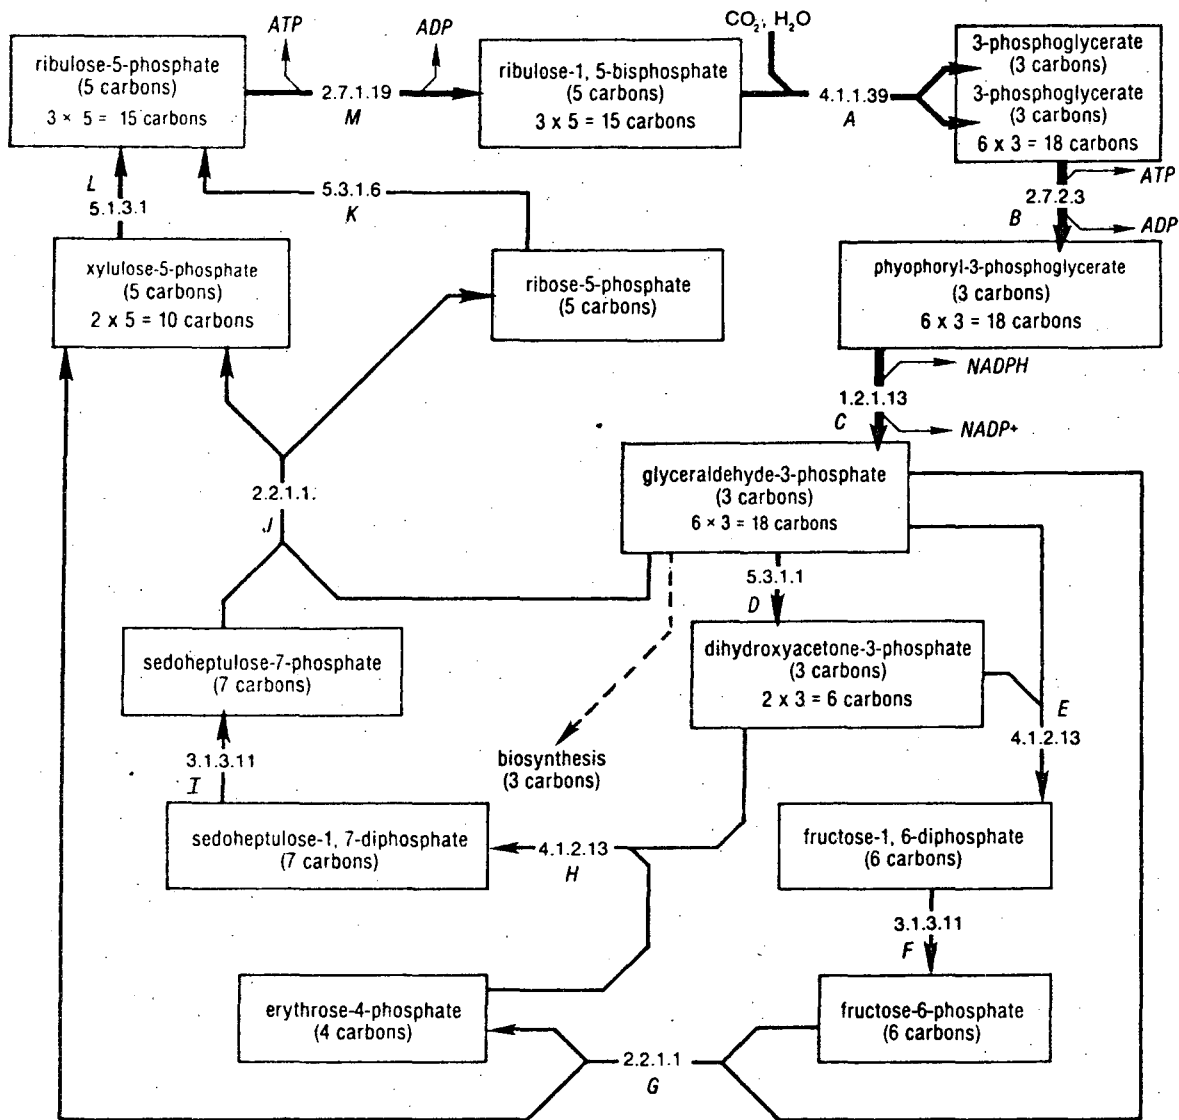 ATP
ADP
CO2, H2O
ribulose-5-phosphate
(5 carbons)
3 × 5 = 15 carbons
2.7.1.19
M
ribulose-1, 5-bisphosphate
(5 carbons)
3 x 5 = 15 carbons
4.1.1.39
A
3-phosphoglycerate
(3 carbons)
3-phosphoglycerate
(3 carbons)
6 x 3 = 18 carbons
L
5.1.3.1
5.3.1.6
K
ATP
2.7.2.3
B
ADP
xylulose-5-phosphate
(5 carbons)
2 x 5 = 10 carbons
ribose-5-phosphate
(5 carbons)
phyophoryl-3-phosphoglycerate
(3 carbons)
6 x 3 = 18 carbons
NADPH
1.2.1.13
C
NADP+
2.2.1.1.
J
glyceraldehyde-3-phosphate
(3 carbons)
6 × 3 = 18 carbons
5.3.1.1
D
sedoheptulose-7-phosphate
(7 carbons)
dihydroxyacetone-3-phosphate
(3 carbons)
2 x 3 = 6 carbons
E
4.1.2.13
3.1.3.11
I
biosynthesis
(3 carbons)
sedoheptulose-1, 7-diphosphate
(7 carbons)
4.1.2.13
H
fructose-1, 6-diphosphate
(6 carbons)
3.1.3.11
F
erythrose-4-phosphate
(4 carbons)
fructose-6-phosphate
(6 carbons)
2.2.1.1
G